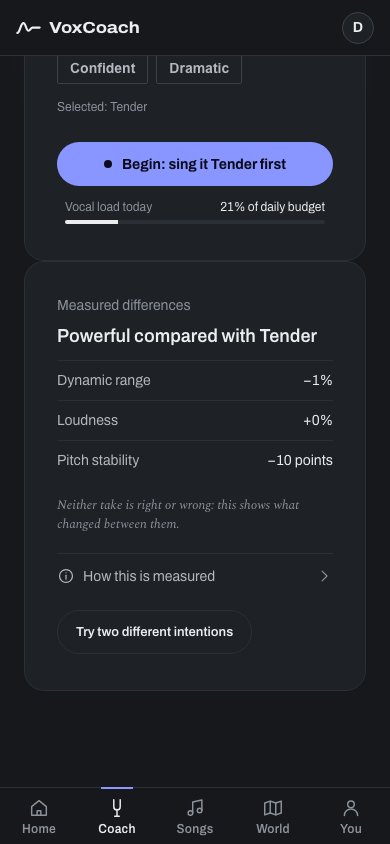 VoxCoach
D
Confident
Dramatic
Selected: Tender
Begin: sing it Tender first
Vocal load today
21% of daily budget
Measured differences
Powerful compared with Tender
Dynamic range
−1%
Loudness
+0%
Pitch stability
−10 points
Neither take is right or wrong: this shows what
changed between them.
How this is measured
Try two different intentions
Home
Coach
Songs
World
You